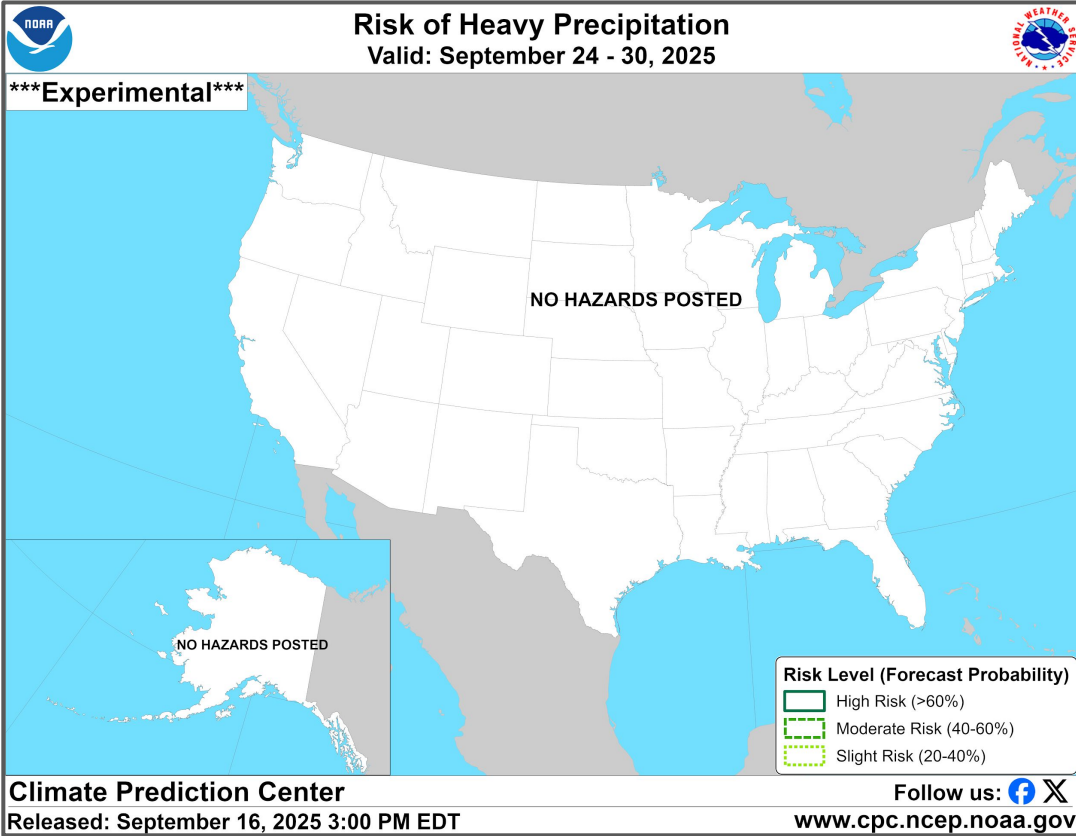 NOAA
Risk of Heavy Precipitation
Valid: September 24 - 30, 2025
NATIONAL WEATHER SERVICE
***Experimental***
NO HAZARDS POSTED
NO HAZARDS POSTED
Risk Level (Forecast Probability)
High Risk (>60%)
Moderate Risk (40-60%)
Slight Risk (20-40%)
Climate Prediction Center
Follow us:
Released: September 16, 2025 3:00 PM EDT
www.cpc.ncep.noaa.gov